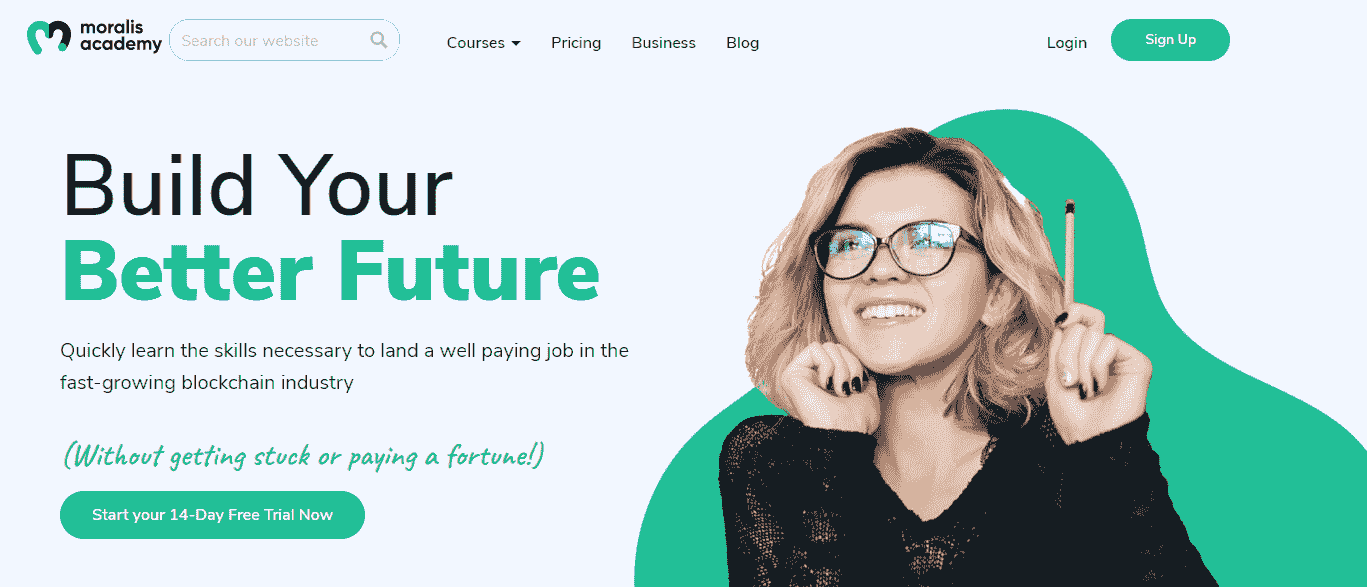 moralis
academy
Search our website
Courses
Pricing
Business
Blog
Login
Sign Up
Build Your
Better Future
Quickly learn the skills necessary to land a well paying job in the
fast-growing blockchain industry
(Without getting stuck or paying a fortune!)
Start your 14-Day Free Trial Now